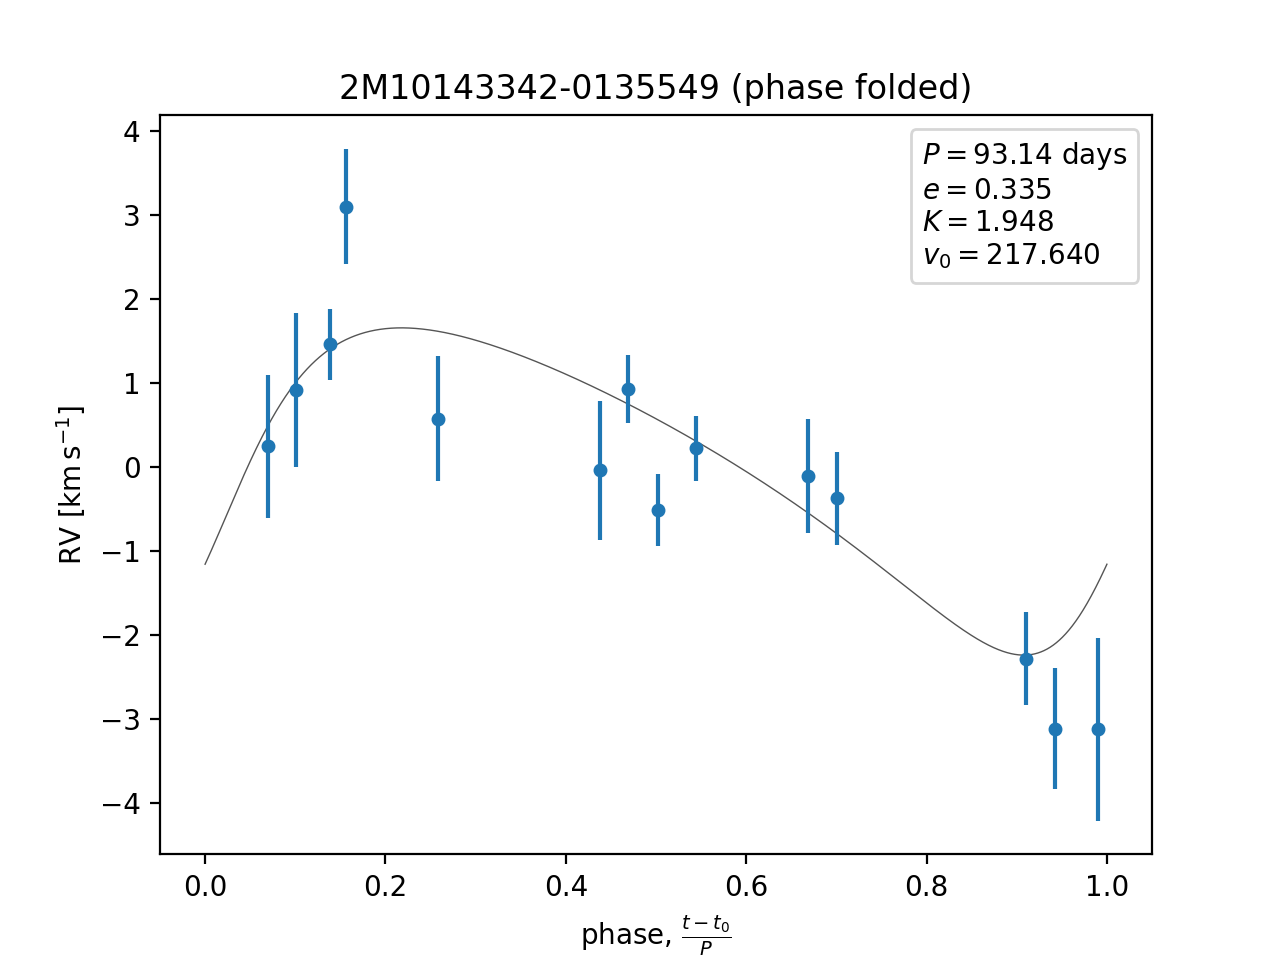 2M10143342-0135549 (phase folded)
P = 93.14 days
e = 0.335
K = 1.948
v₀ = 217.640
4
3
2
1
0
−1
−2
−3
−4
RV [km s⁻¹]
0.0 0.2 0.4 0.6 0.8 1.0
phase, (t − t₀)/P